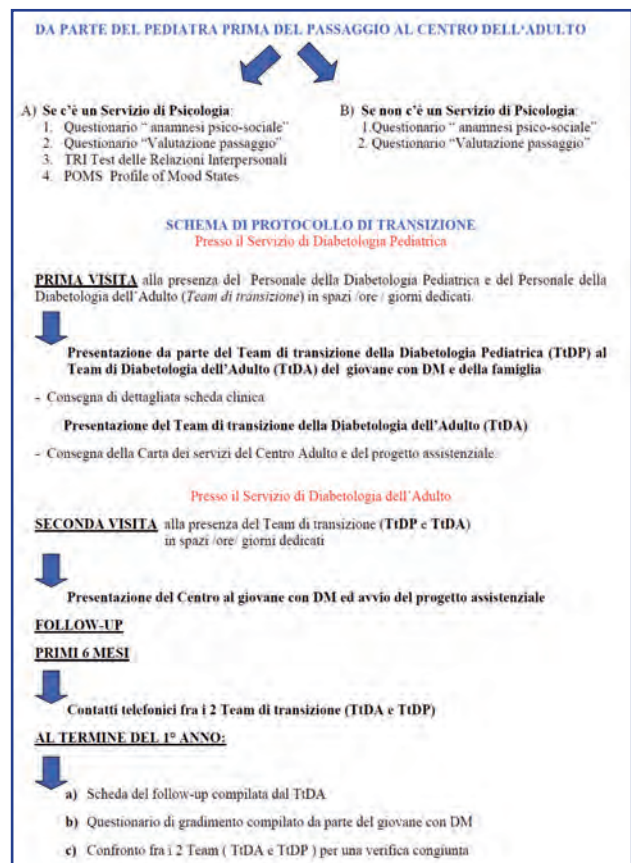 DA PARTE DEL PEDIATRA PRIMA DEL PASSAGGIO AL CENTRO DELL'ADULTO
A) Se c'è un Servizio di Psicologia:
1. Questionario " anamnesi psico-sociale"
2. Questionario "Valutazione passaggio"
3. TRI Test delle Relazioni Interpersonali
4. POMS Profile of Mood States
B) Se non c'è un Servizio di Psicologia:
1.Questionario " anamnesi psico-sociale"
2. Questionario "Valutazione passaggio"
SCHEMA DI PROTOCOLLO DI TRANSIZIONE
Presso il Servizio di Diabetologia Pediatrica
PRIMA VISITA alla presenza del Personale della Diabetologia Pediatrica e del Personale della
Diabetologia dell'Adulto (Team di transizione) in spazi /ore / giorni dedicati.
Presentazione da parte del Team di transizione della Diabetologia Pediatrica (TtDP) al
Team di Diabetologia dell'Adulto (TtDA) del giovane con DM e della famiglia
- Consegna di dettagliata scheda clinica
Presentazione del Team di transizione della Diabetologia dell'Adulto (TtDA)
- Consegna della Carta dei servizi del Centro Adulto e del progetto assistenziale
Presso il Servizio di Diabetologia dell'Adulto
SECONDA VISITA alla presenza del Team di transizione (TtDP e TtDA)
in spazi /ore/ giorni dedicati
Presentazione del Centro al giovane con DM ed avvio del progetto assistenziale
FOLLOW-UP
PRIMI 6 MESI
Contatti telefonici fra i 2 Team di transizione (TtDA e TtDP)
AL TERMINE DEL 1° ANNO:
a) Scheda del follow-up compilata dal TtDA
b) Questionario di gradimento compilato da parte del giovane con DM
c) Confronto fra i 2 Team ( TtDA e TtDP ) per una verifica congiunta